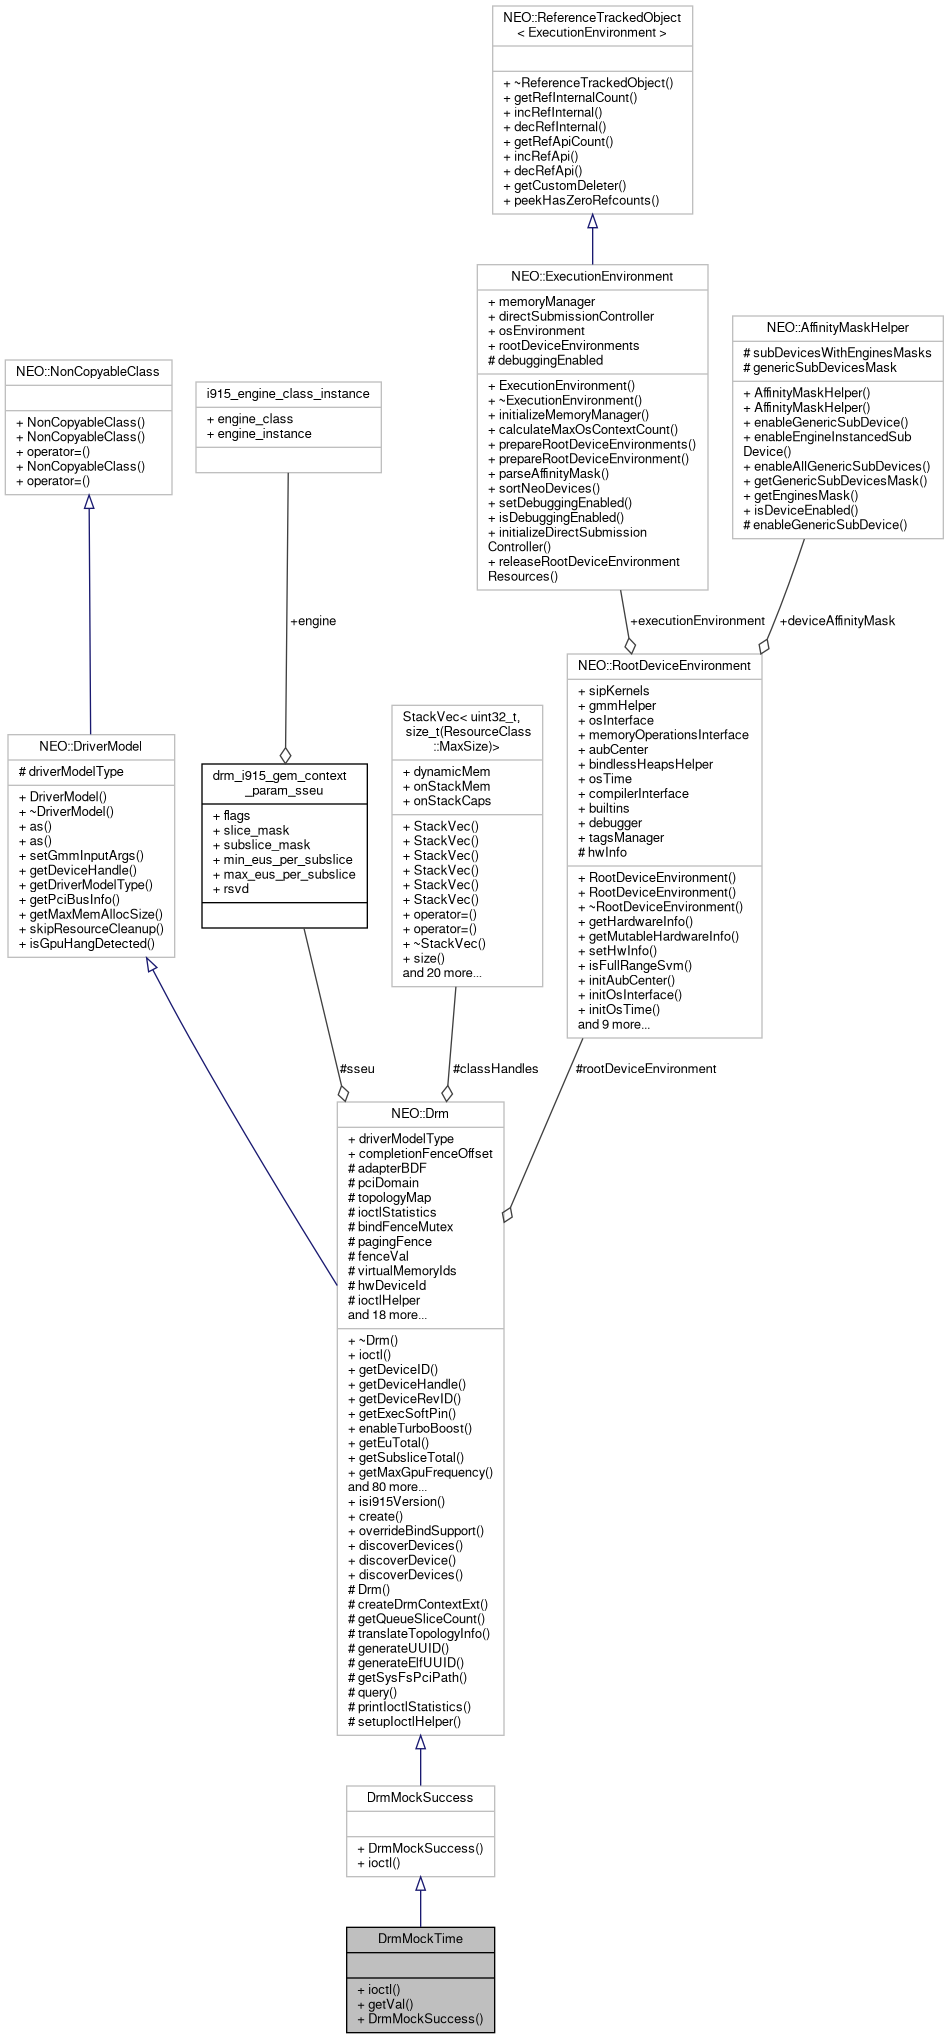 NEO::ReferenceTrackedObject
< ExecutionEnvironment >
+ ~ReferenceTrackedObject()
+ getRefInternalCount()
+ incRefInternal()
+ decRefInternal()
+ getRefApiCount()
+ incRefApi()
+ decRefApi()
+ getCustomDeleter()
+ peekHasZeroRefcounts()
NEO::ExecutionEnvironment
+ memoryManager
+ directSubmissionController
+ osEnvironment
+ rootDeviceEnvironments
# debuggingEnabled
+ ExecutionEnvironment()
+ ~ExecutionEnvironment()
+ initializeMemoryManager()
+ calculateMaxOsContextCount()
+ prepareRootDeviceEnvironments()
+ prepareRootDeviceEnvironment()
+ parseAffinityMask()
+ sortNeoDevices()
+ setDebuggingEnabled()
+ isDebuggingEnabled()
+ initializeDirectSubmission
Controller()
+ releaseRootDeviceEnvironment
Resources()
NEO::AffinityMaskHelper
# subDevicesWithEnginesMasks
# genericSubDevicesMask
+ AffinityMaskHelper()
+ AffinityMaskHelper()
+ enableGenericSubDevice()
+ enableEngineInstancedSub
Device()
+ enableAllGenericSubDevices()
+ getGenericSubDevicesMask()
+ getEnginesMask()
+ isDeviceEnabled()
# enableGenericSubDevice()
NEO::NonCopyableClass
+ NonCopyableClass()
+ NonCopyableClass()
+ operator=()
+ NonCopyableClass()
+ operator=()
i915_engine_class_instance
+ engine_class
+ engine_instance
+engine
+executionEnvironment
+deviceAffinityMask
NEO::DriverModel
# driverModelType
+ DriverModel()
+ ~DriverModel()
+ as()
+ as()
+ setGmmInputArgs()
+ getDeviceHandle()
+ getDriverModelType()
+ getPciBusInfo()
+ getMaxMemAllocSize()
+ skipResourceCleanup()
+ isGpuHangDetected()
drm_i915_gem_context
_param_sseu
+ flags
+ slice_mask
+ subslice_mask
+ min_eus_per_subslice
+ max_eus_per_subslice
+ rsvd
StackVec< uint32_t,
size_t(ResourceClass
::MaxSize)>
+ dynamicMem
+ onStackMem
+ onStackCaps
+ StackVec()
+ StackVec()
+ StackVec()
+ StackVec()
+ StackVec()
+ StackVec()
+ operator=()
+ operator=()
+ ~StackVec()
+ size()
and 20 more...
NEO::RootDeviceEnvironment
+ sipKernels
+ gmmHelper
+ osInterface
+ memoryOperationsInterface
+ aubCenter
+ bindlessHeapsHelper
+ osTime
+ compilerInterface
+ builtins
+ debugger
+ tagsManager
# hwInfo
+ RootDeviceEnvironment()
+ RootDeviceEnvironment()
+ ~RootDeviceEnvironment()
+ getHardwareInfo()
+ getMutableHardwareInfo()
+ setHwInfo()
+ isFullRangeSvm()
+ initAubCenter()
+ initOsInterface()
+ initOsTime()
and 9 more...
#sseu
#classHandles
#rootDeviceEnvironment
NEO::Drm
+ driverModelType
+ completionFenceOffset
# adapterBDF
# pciDomain
# topologyMap
# ioctlStatistics
# bindFenceMutex
# pagingFence
# fenceVal
# virtualMemoryIds
# hwDeviceId
# ioctlHelper
and 18 more...
+ ~Drm()
+ ioctl()
+ getDeviceID()
+ getDeviceHandle()
+ getDeviceRevID()
+ getExecSoftPin()
+ enableTurboBoost()
+ getEuTotal()
+ getSubsliceTotal()
+ getMaxGpuFrequency()
and 80 more...
+ isi915Version()
+ create()
+ overrideBindSupport()
+ discoverDevices()
+ discoverDevice()
+ discoverDevices()
# Drm()
# createDrmContextExt()
# getQueueSliceCount()
# translateTopologyInfo()
# generateUUID()
# generateElfUUID()
# getSysFsPciPath()
# query()
# printIoctlStatistics()
# setupIoctlHelper()
DrmMockSuccess
+ DrmMockSuccess()
+ ioctl()
DrmMockTime
+ ioctl()
+ getVal()
+ DrmMockSuccess()